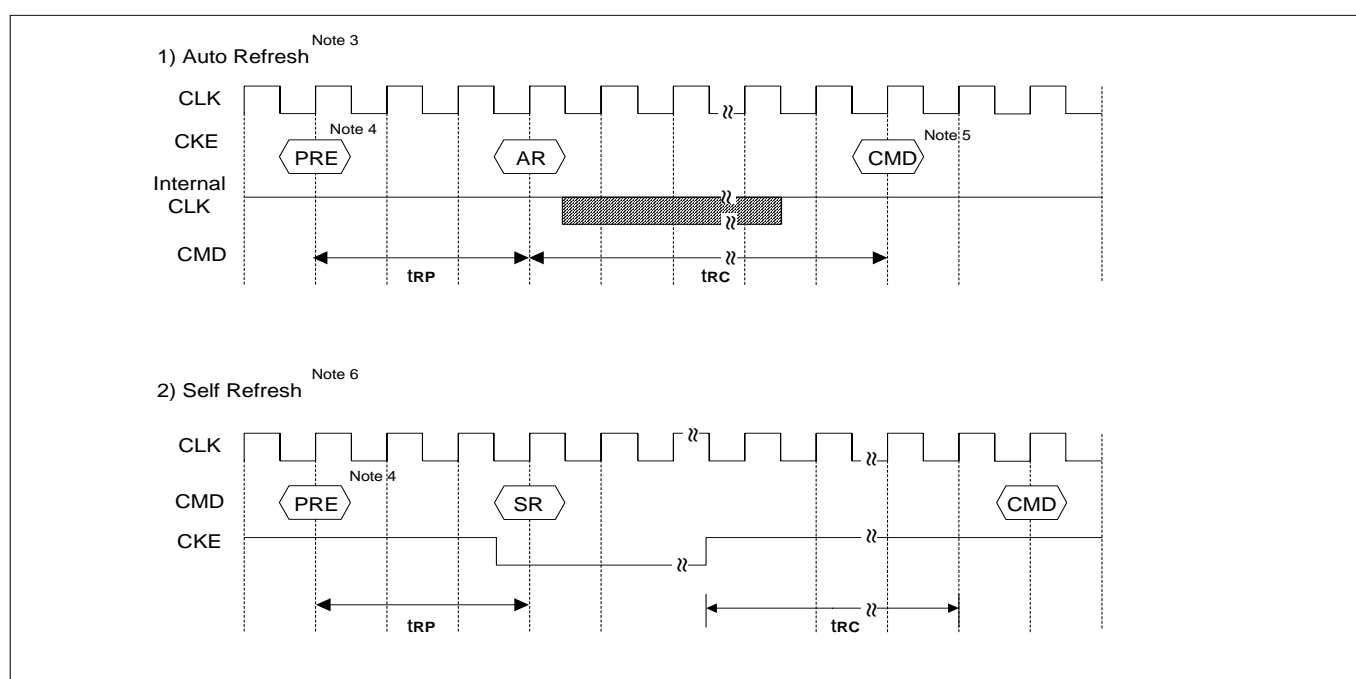 1) Auto Refresh Note 3
CLK
CKE
Note 4
Note 5
PRE
AR
CMD
Internal
CLK
CMD
tRP
tRC
2) Self Refresh Note 6
CLK
Note 4
CMD
PRE
SR
CMD
CKE
tRP
tRC